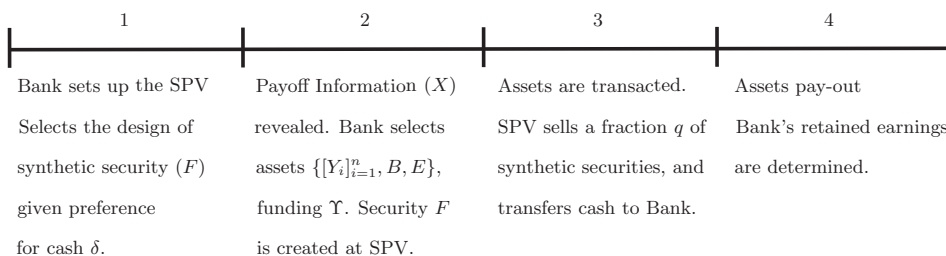 1 2 3 4
Bank sets up the SPV
Selects the design of
synthetic security (F)
given preference
for cash δ.
Payoff Information (X)
revealed. Bank selects
assets {[Y_i]_{i=1}^n, B, E},
funding Υ. Security F
is created at SPV.
Assets are transacted.
SPV sells a fraction q of
synthetic securities, and
transfers cash to Bank.
Assets pay-out
Bank's retained earnings
are determined.